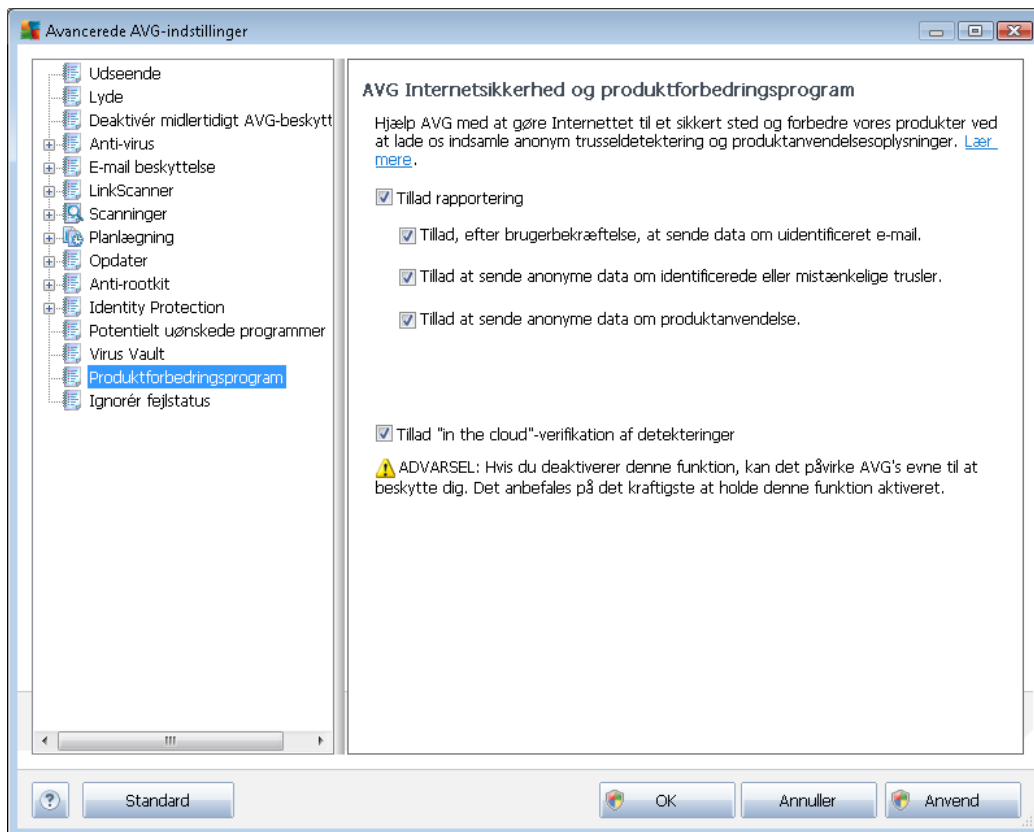 Avancerede AVG-indstillinger
Udseende
Lyde
Deaktivér midlertidigt AVG-beskytt
Anti-virus
E-mail beskyttelse
LinkScanner
Scanninger
Planlægning
Opdater
Anti-rootkit
Identity Protection
Potentielt uønskede programmer
Virus Vault
Produktforbedringsprogram
Ignorér fejlstatus
AVG Internetsikkerhed og produktforbedringsprogram
Hjælp AVG med at gøre Internettet til et sikkert sted og forbedre vores produkter ved
at lade os indsamle anonym trusseldetektering og produktanvendelsesoplysninger. Lær
mere.
Tillad rapportering
Tillad, efter brugerbekræftelse, at sende data om uidentificeret e-mail.
Tillad at sende anonyme data om identificerede eller mistænkelige trusler.
Tillad at sende anonyme data om produktanvendelse.
Tillad "in the cloud"-verifikation af detekteringer
ADVARSEL: Hvis du deaktiverer denne funktion, kan det påvirke AVG's evne til at
beskytte dig. Det anbefales på det kraftigste at holde denne funktion aktiveret.
?
Standard
OK
Annuller
Anvend